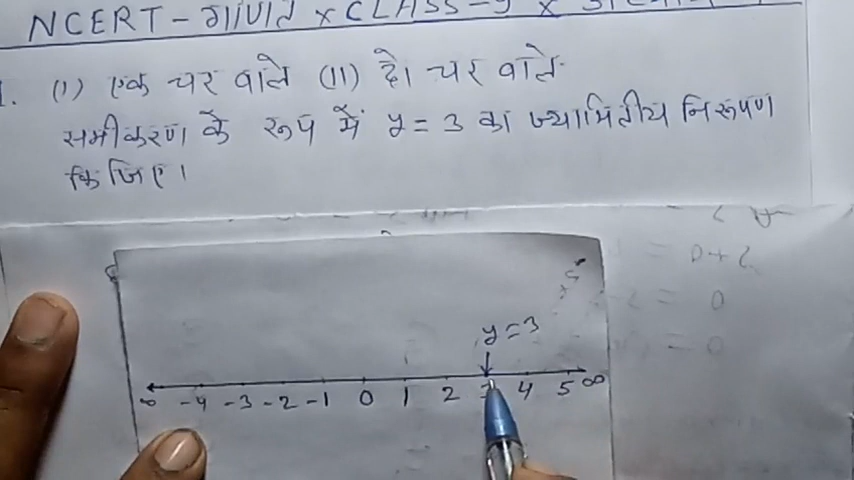 NCERT - गणित x CLASS-9 x
1. (i) एक चर वाले (ii) दो चर वाले
समीकरण के रूप में y = 3 का ज्यामितीय निरूपण
किजिए।
y = 3
∞ -4 -3 -2 -1 0 1 2 3 4 5 ∞